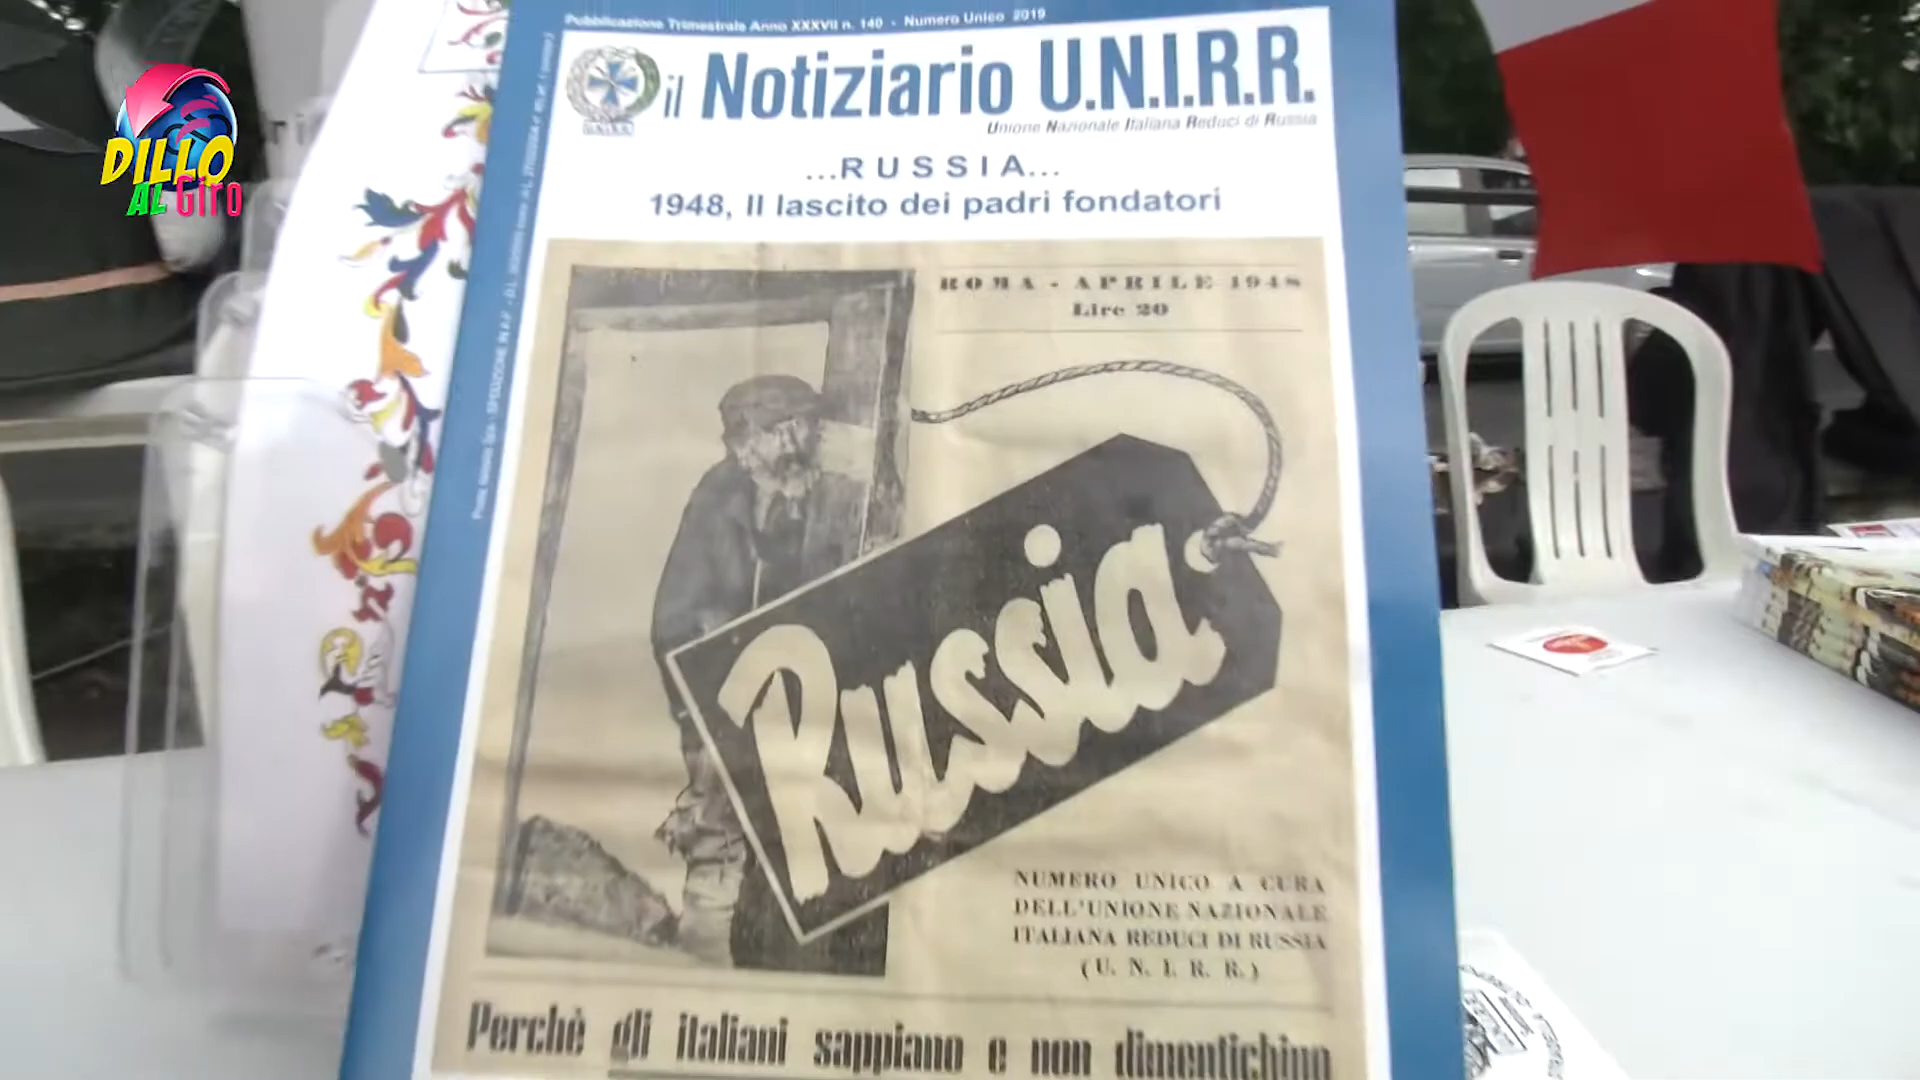 Pubblicazione Trimestrale Anno XXXVII n. 140 - Numero Unico 2019
il Notiziario U.N.I.R.R.
Unione Nazionale Italiana Reduci di Russia
U.N.I.R.R.
...RUSSIA...
1948, Il lascito dei padri fondatori
ROMA - APRILE 1948
Lire 20
Russia
NUMERO UNICO A CURA
DELL'UNIONE NAZIONALE
ITALIANA REDUCI DI RUSSIA
(U. N. I. R. R.)
Perchè gli italiani sappiano e non dimentichino
DILLO
AL Giro